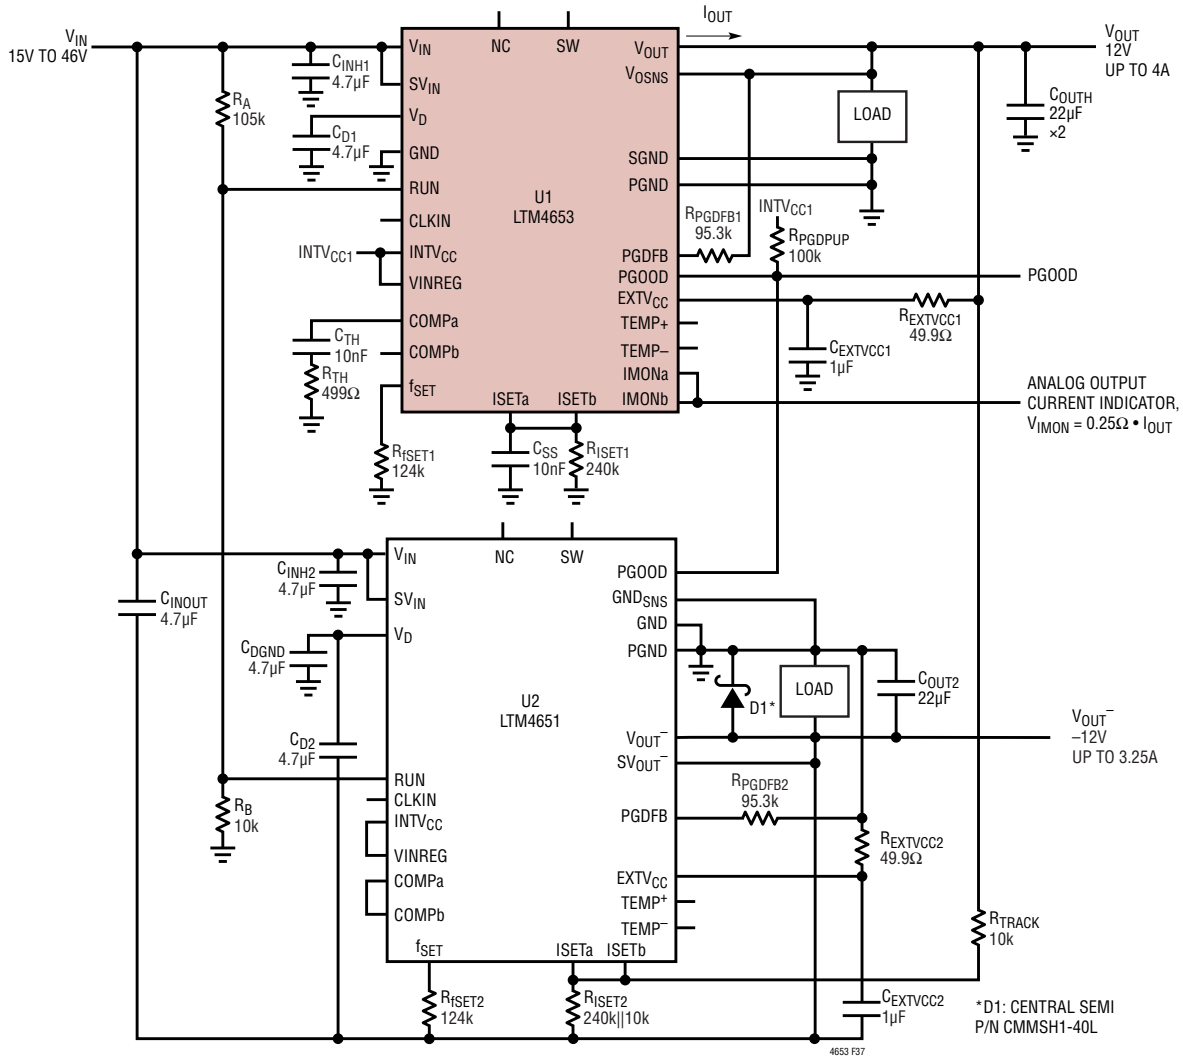 VIN
15V TO 46V
CINH1
4.7µF
RA
105k
CD1
4.7µF
INTVCC1
CTH
10nF
RTH
499Ω
RfSET1
124k
NC
SW
VIN
SVIN
VD
GND
RUN
CLKIN
INTVCC
VINREG
COMPa
COMPb
fSET
ISETa
ISETb
U1
LTM4653
VOUT
VOSNS
SGND
PGND
PGDFB
PGOOD
EXTVCC
TEMP+
TEMP–
IMONa
IMONb
CSS
10nF
RISET1
240k
IOUT
LOAD
VOUT
12V
UP TO 4A
COUTH
22µF
×2
RPGDFB1
95.3k
INTVCC1
RPGDPUP
100k
PGOOD
REXTVCC1
49.9Ω
CEXTVCC1
1µF
ANALOG OUTPUT
CURRENT INDICATOR,
VIMON = 0.25Ω • IOUT
CINOUT
4.7µF
CINH2
4.7µF
CDGND
4.7µF
CD2
4.7µF
RB
10k
NC
SW
VIN
SVIN
VD
RUN
CLKIN
INTVCC
VINREG
COMPa
COMPb
fSET
ISETa
ISETb
U2
LTM4651
PGOOD
GNDSNS
GND
PGND
VOUT–
SVOUT–
PGDFB
EXTVCC
TEMP+
TEMP–
D1*
LOAD
COUT2
22µF
VOUT–
–12V
UP TO 3.25A
RPGDFB2
95.3k
REXTVCC2
49.9Ω
RTRACK
10k
RfSET2
124k
RISET2
240k||10k
CEXTVCC2
1µF
*D1: CENTRAL SEMI
P/N CMMSH1-40L
4653 F37